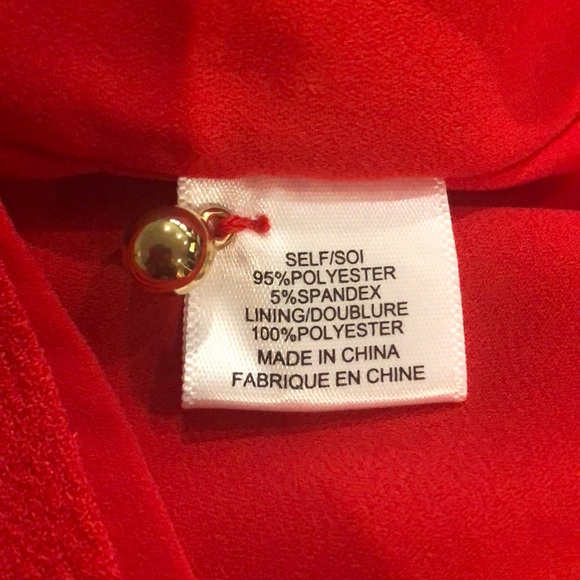 SELF/SOI
95%POLYESTER
5%SPANDEX
LINING/DOUBLURE
100%POLYESTER
MADE IN CHINA
FABRIQUE EN CHINE